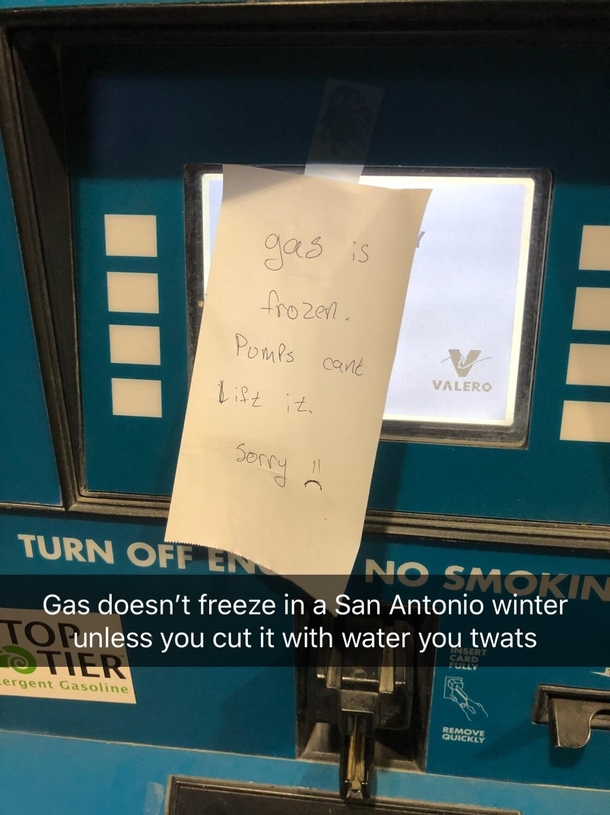 gas is
frozen.
Pumps cant
Lift it.
Sorry !!
VALERO
TURN OFF EN
NO SMOKIN
Gas doesn't freeze in a San Antonio winter
unless you cut it with water you twats
TOP
TIER
ergent Gasoline
INSERT
CARD
FULLY
REMOVE
QUICKLY